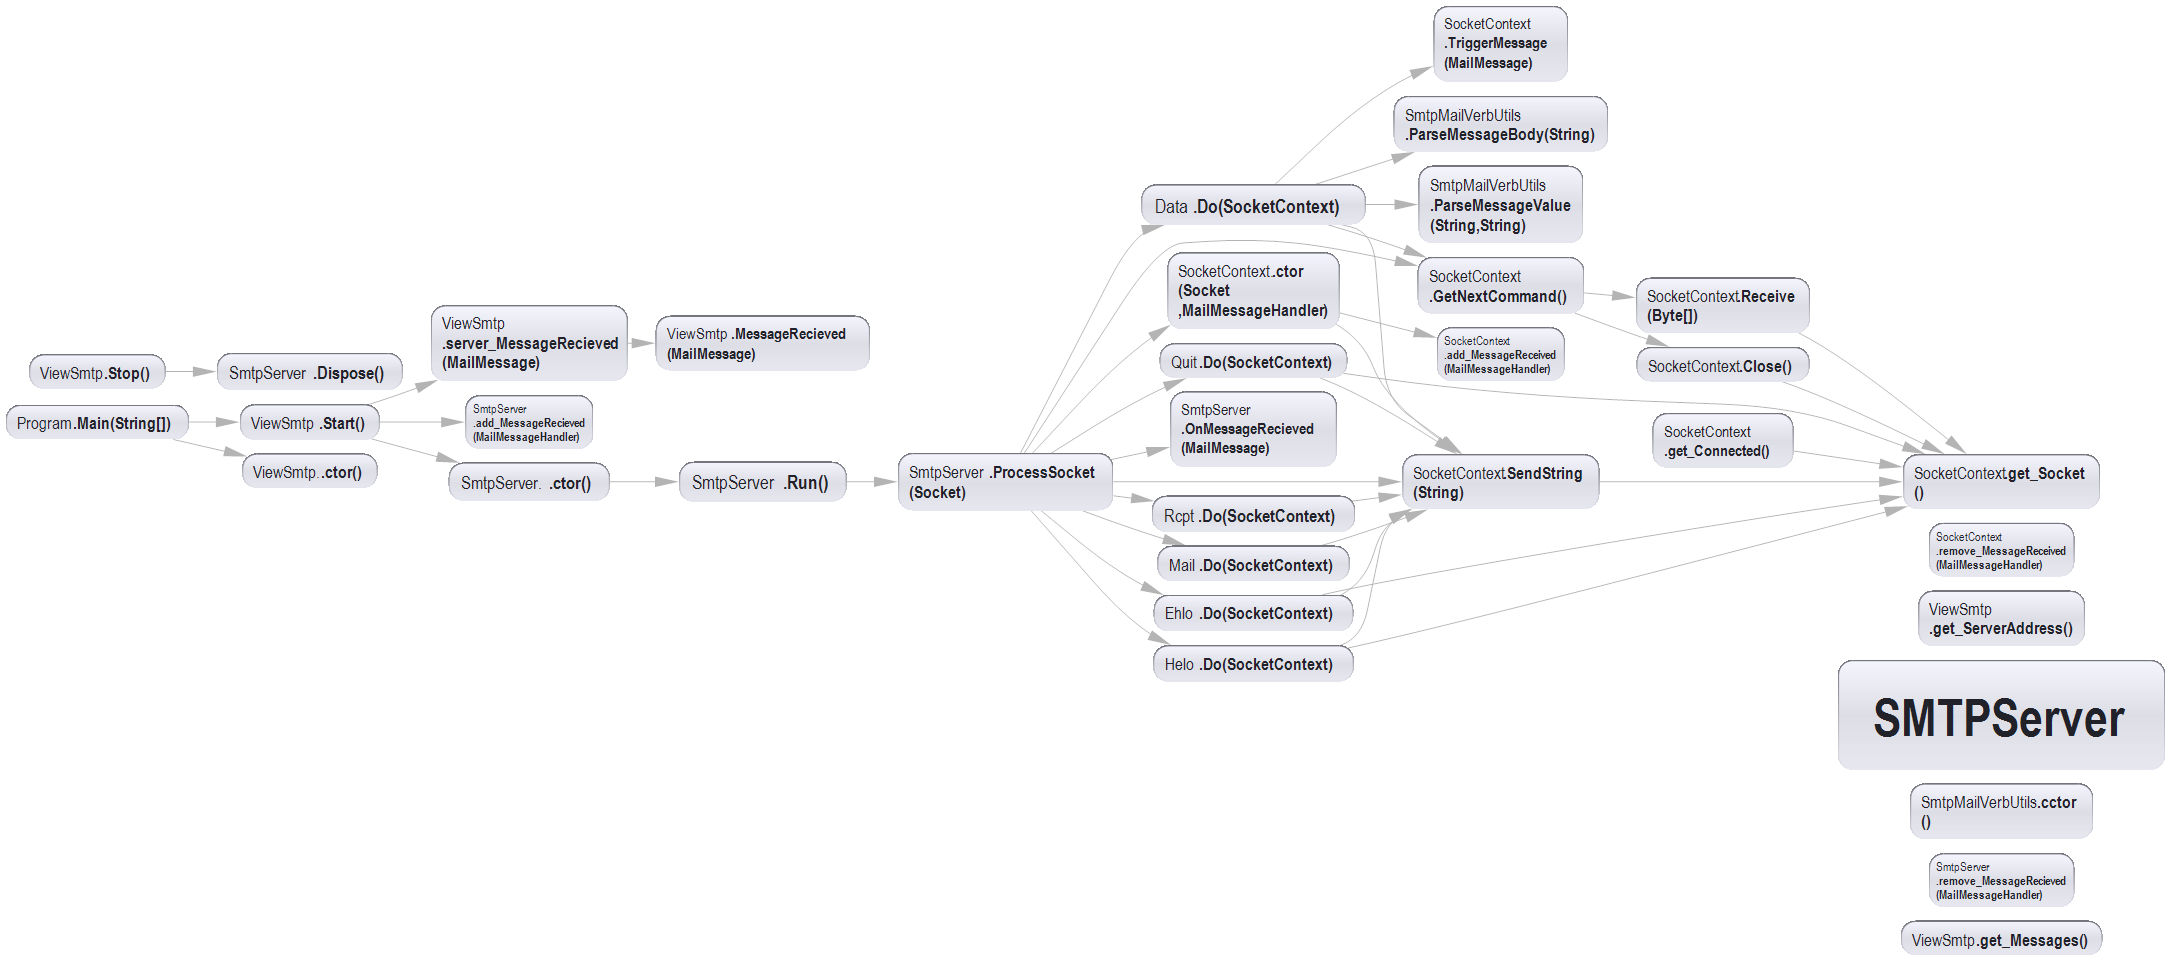 SocketContext
.TriggerMessage
(MailMessage)
SmtpMailVerbUtils
.ParseMessageBody(String)
SmtpMailVerbUtils
.ParseMessageValue
(String,String)
Data .Do(SocketContext)
SocketContext.ctor
(Socket
,MailMessageHandler)
SocketContext
.GetNextCommand()
SocketContext.Receive
(Byte[])
ViewSmtp
.server_MessageRecieved
(MailMessage)
ViewSmtp .MessageRecieved
(MailMessage)
SocketContext
.add_MessageReceived
(MailMessageHandler)
Quit .Do(SocketContext)
SocketContext.Close()
ViewSmtp.Stop()
SmtpServer .Dispose()
Program.Main(String[])
ViewSmtp .Start()
SmtpServer
.add_MessageRecieved
(MailMessageHandler)
SmtpServer
.OnMessageRecieved
(MailMessage)
SocketContext
.get_Connected()
ViewSmtp. .ctor()
SmtpServer. .ctor()
SmtpServer .Run()
SmtpServer .ProcessSocket
(Socket)
SocketContext.SendString
(String)
SocketContext.get_Socket
()
Rcpt .Do(SocketContext)
Mail .Do(SocketContext)
Ehlo .Do(SocketContext)
Helo .Do(SocketContext)
SocketContext
.remove_MessageReceived
(MailMessageHandler)
ViewSmtp
.get_ServerAddress()
SMTPServer
SmtpMailVerbUtils.cctor
()
SmtpServer
.remove_MessageRecieved
(MailMessageHandler)
ViewSmtp.get_Messages()